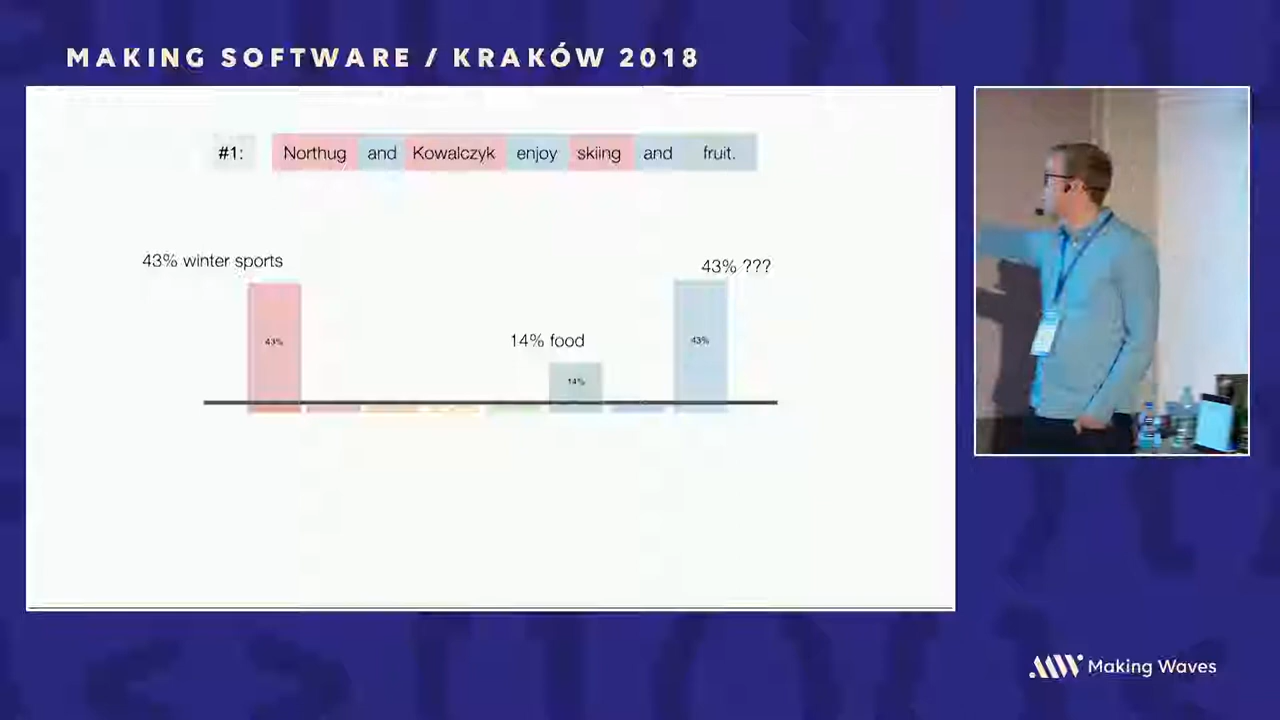 MAKING SOFTWARE / KRAKÓW 2018
#1: Northug and Kowalczyk enjoy skiing and fruit.
43% winter sports
43% ???
14% food
43%
43%
14%
Making Waves